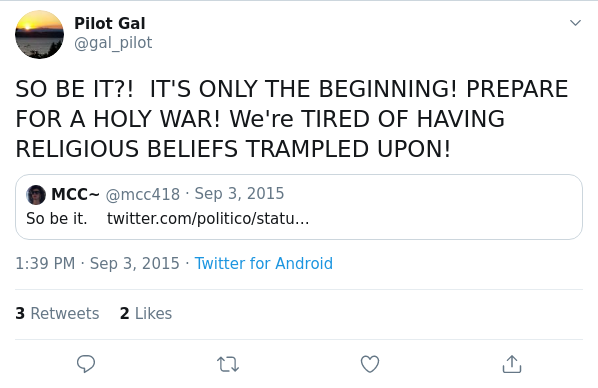 Pilot Gal
@gal_pilot
SO BE IT?!  IT'S ONLY THE BEGINNING! PREPARE
FOR A HOLY WAR! We're TIRED OF HAVING
RELIGIOUS BELIEFS TRAMPLED UPON!
MCC~ @mcc418 · Sep 3, 2015
So be it.    twitter.com/politico/statu…
1:39 PM · Sep 3, 2015 · Twitter for Android
3 Retweets   2 Likes